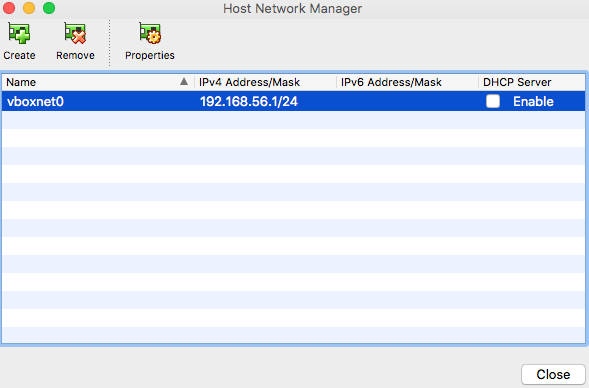 Host Network Manager
Create Remove Properties
Name IPv4 Address/Mask IPv6 Address/Mask DHCP Server
vboxnet0 192.168.56.1/24 Enable
Close